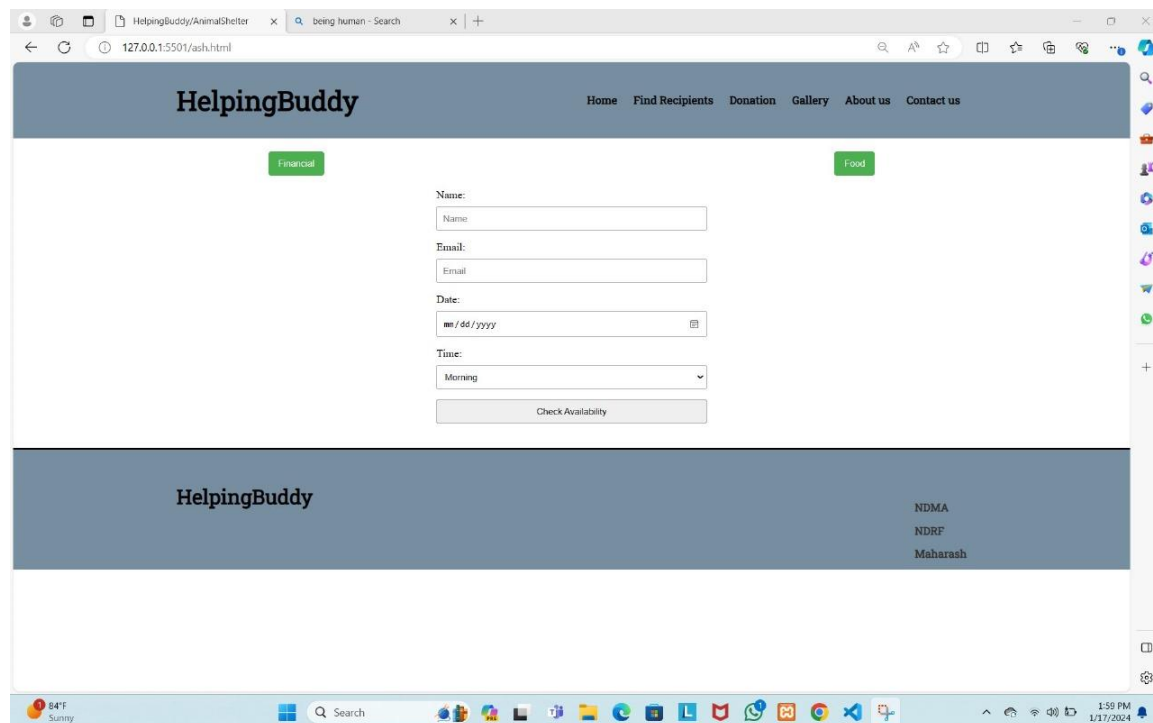 HelpingBuddy/AnimalShelter
being human - Search
127.0.0.1:5501/ash.html
HelpingBuddy
Home Find Recipients Donation Gallery About us Contact us
Financial
Food
Name:
Name
Email:
Email
Date:
mm/dd/yyyy
Time:
Morning
Check Availability
HelpingBuddy
NDMA
NDRF
Maharash
84°F
Sunny
Search
1:59 PM
1/17/2024